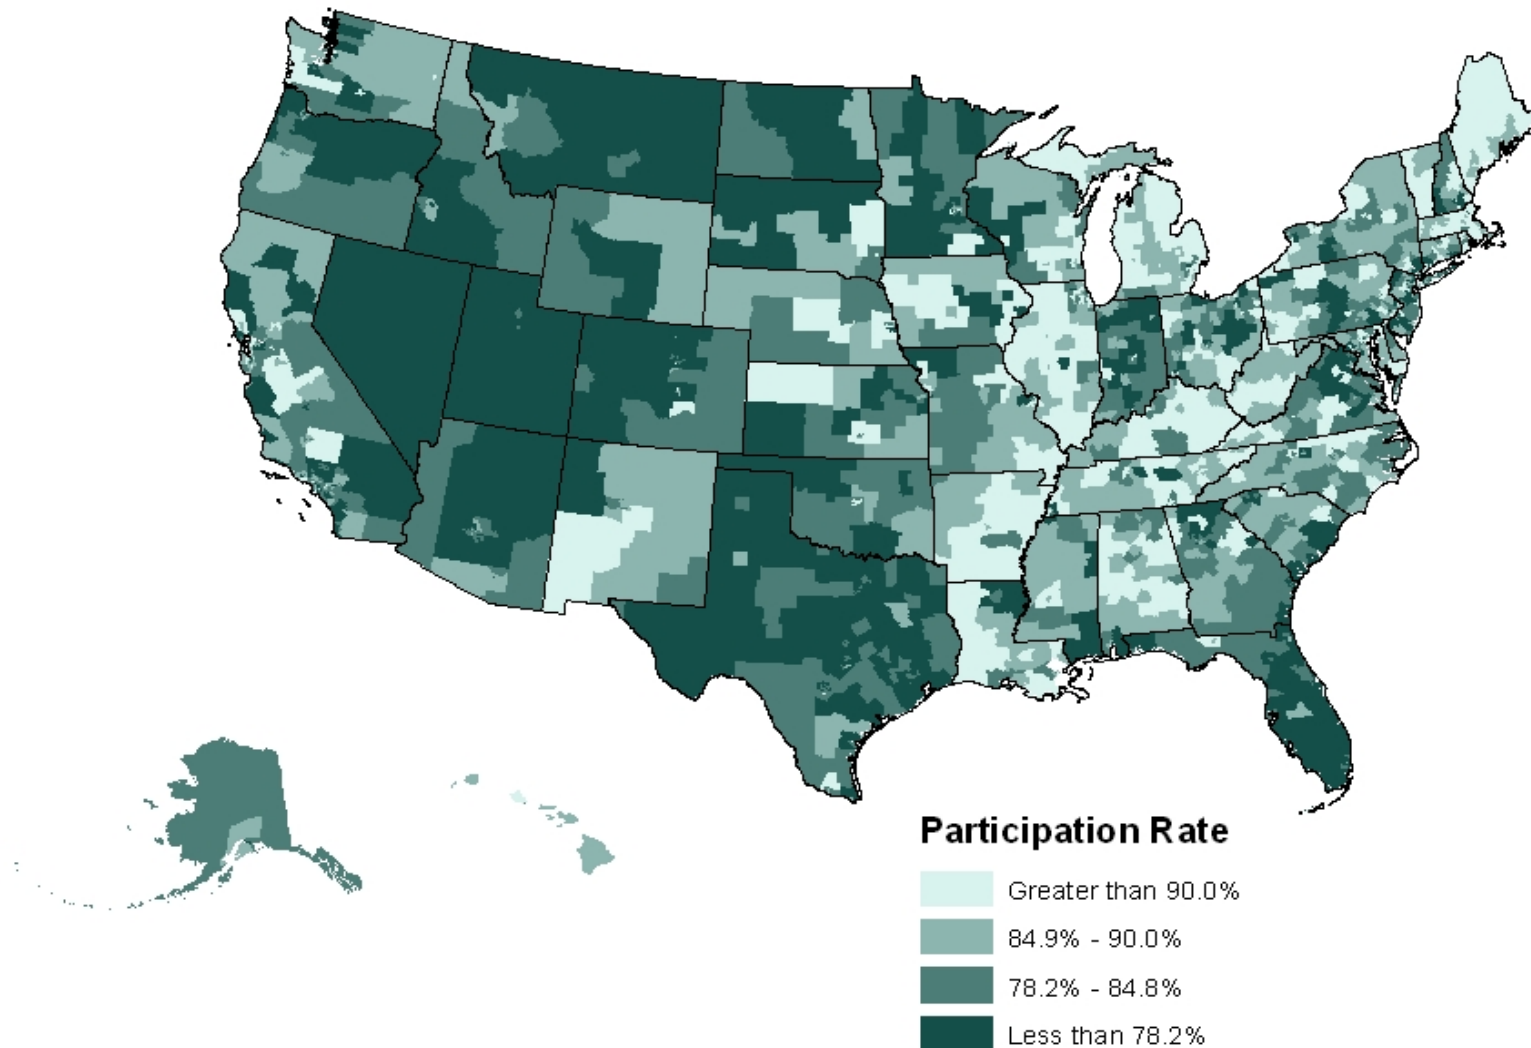 Participation Rate
Greater than 90.0%
84.9% - 90.0%
78.2% - 84.8%
Less than 78.2%